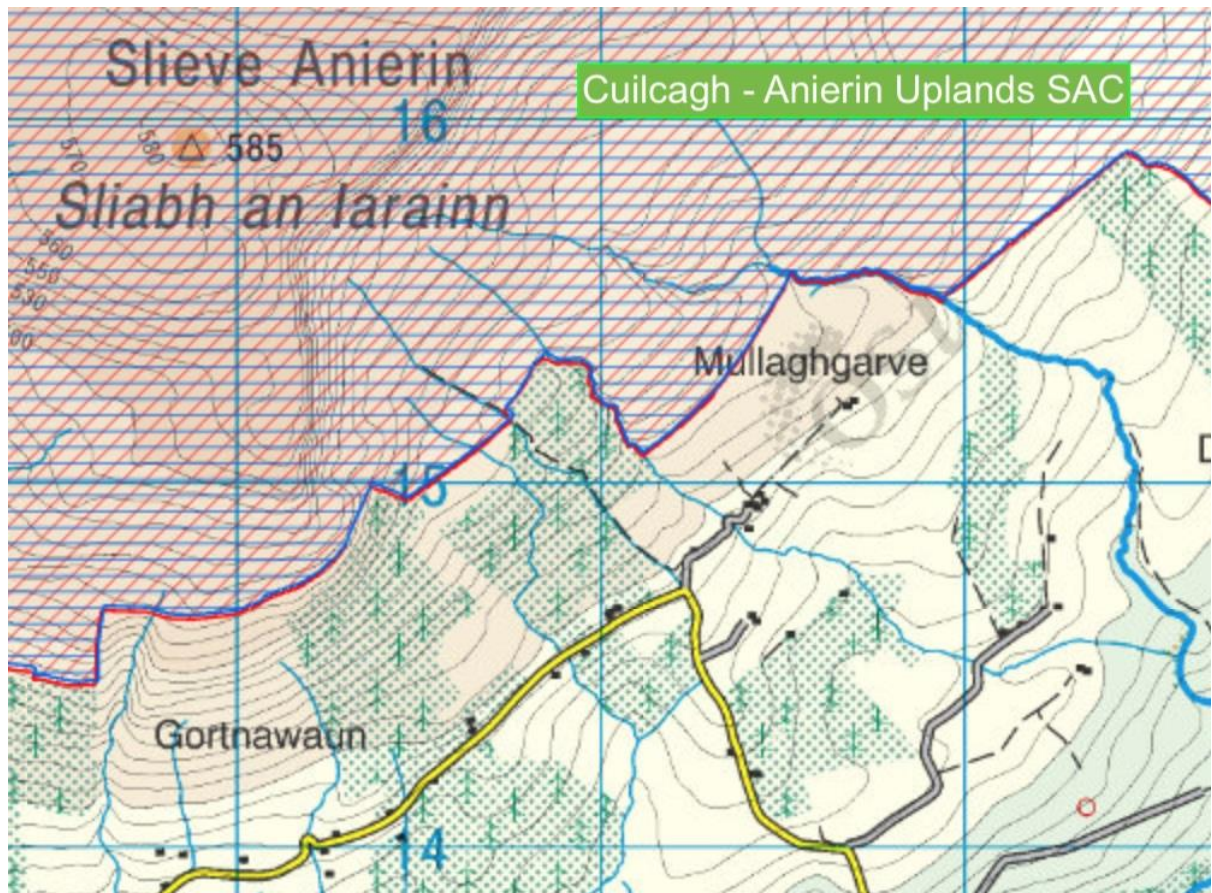 Slieve Anierin
Cuilcagh - Anierin Uplands SAC
16
580
585
570
Sliabh an Iarainn
560
550
530
Mullaghgarve
OSi
15
D
Gortnawaun
14